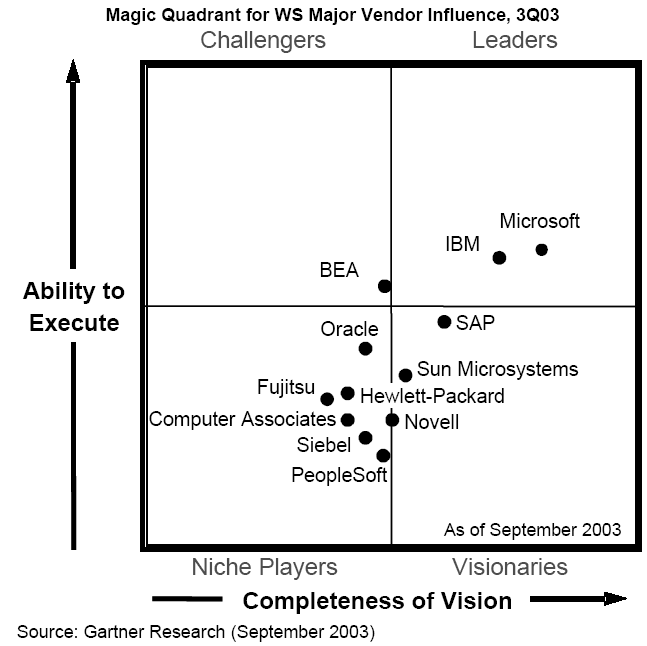 Magic Quadrant for WS Major Vendor Influence, 3Q03
Challengers
Leaders
Microsoft
IBM
BEA
Ability to
Execute
SAP
Oracle
Sun Microsystems
Fujitsu
Hewlett-Packard
Computer Associates
Novell
Siebel
PeopleSoft
As of September 2003
Niche Players
Visionaries
Completeness of Vision
Source: Gartner Research (September 2003)